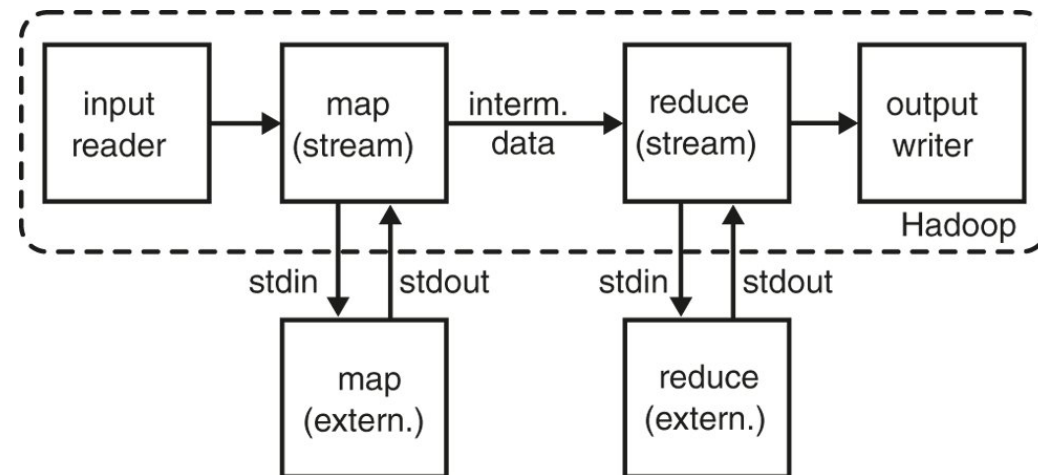 input
reader
map
(stream)
interm.
data
reduce
(stream)
output
writer
Hadoop
stdin
stdout
stdin
stdout
map
(extern.)
reduce
(extern.)